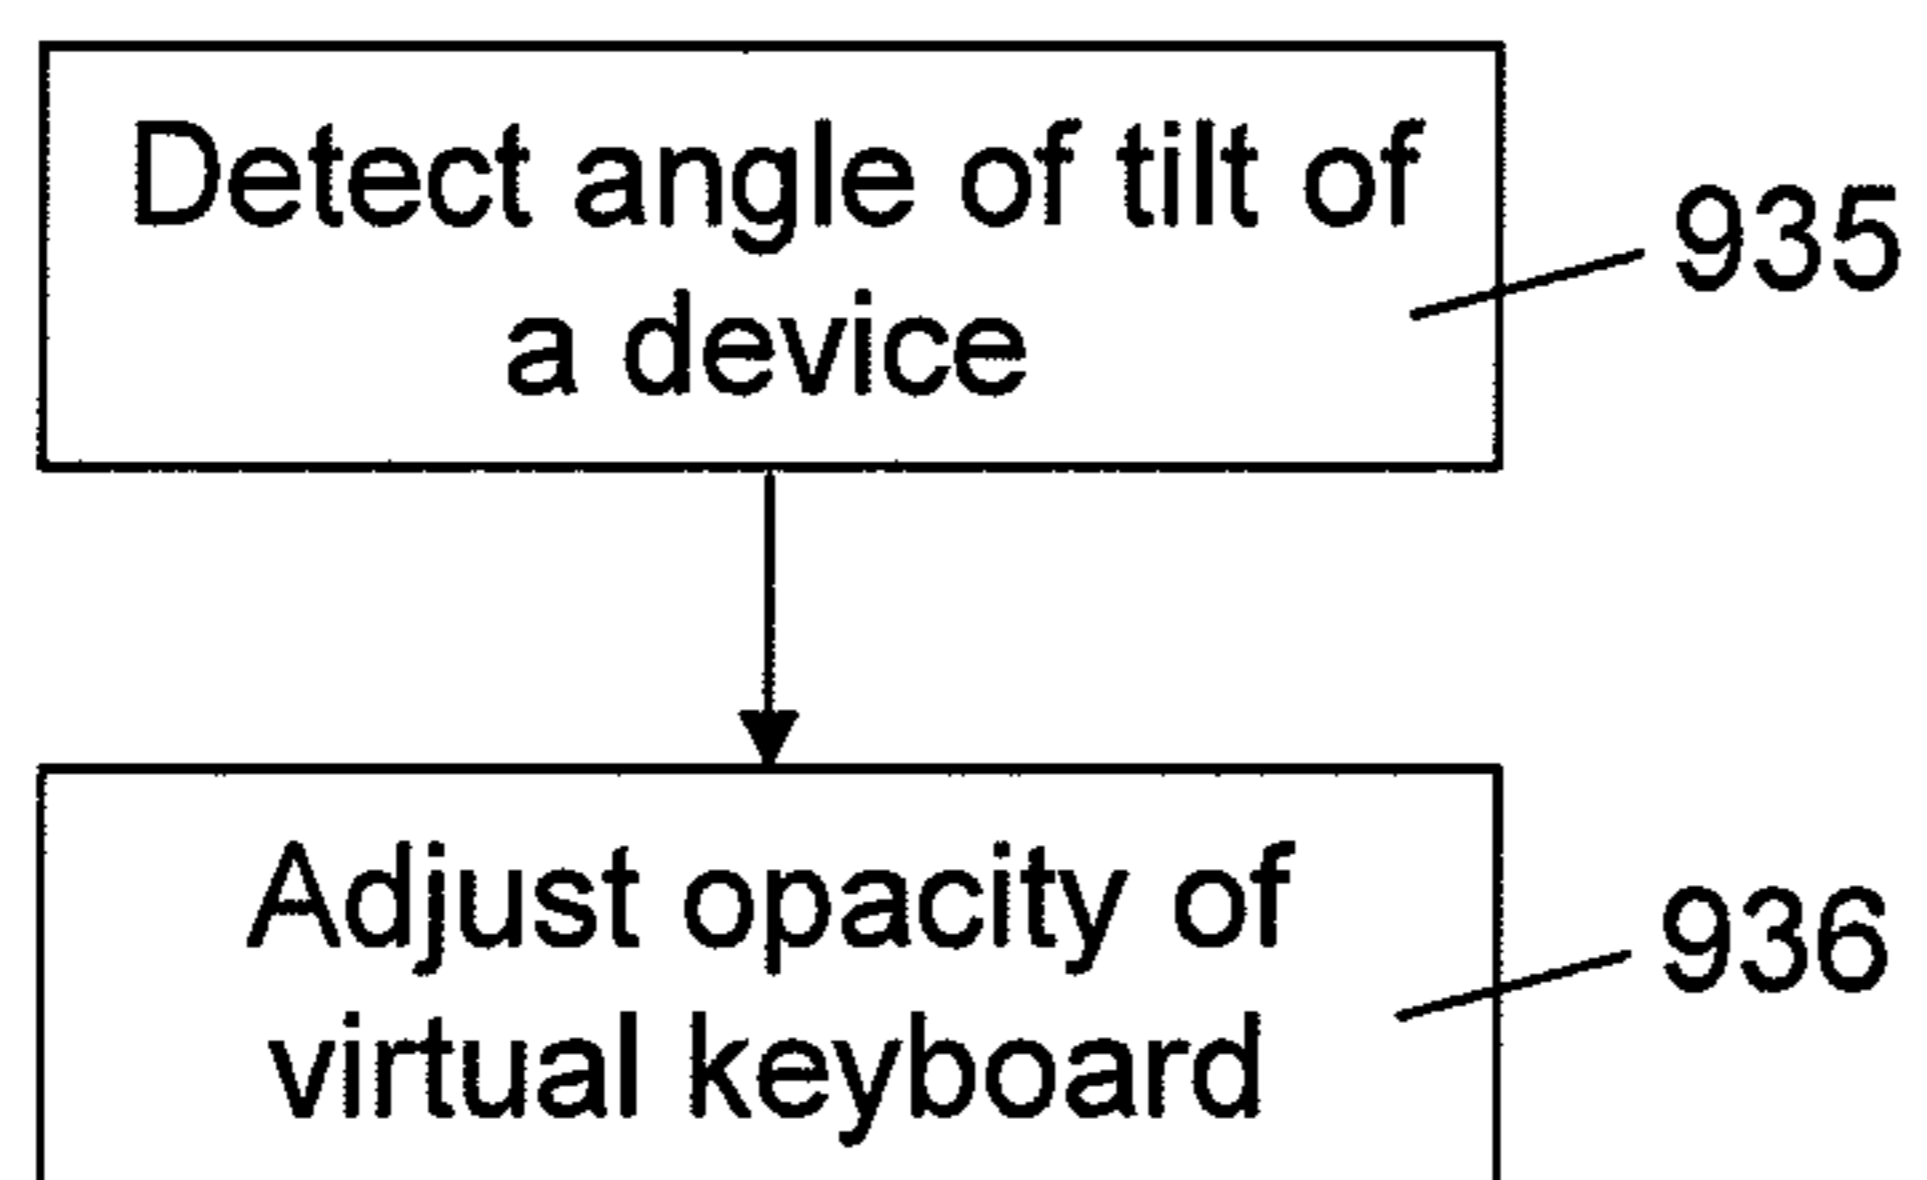 Detect angle of tilt of
a device
935
Adjust opacity of
virtual keyboard
936